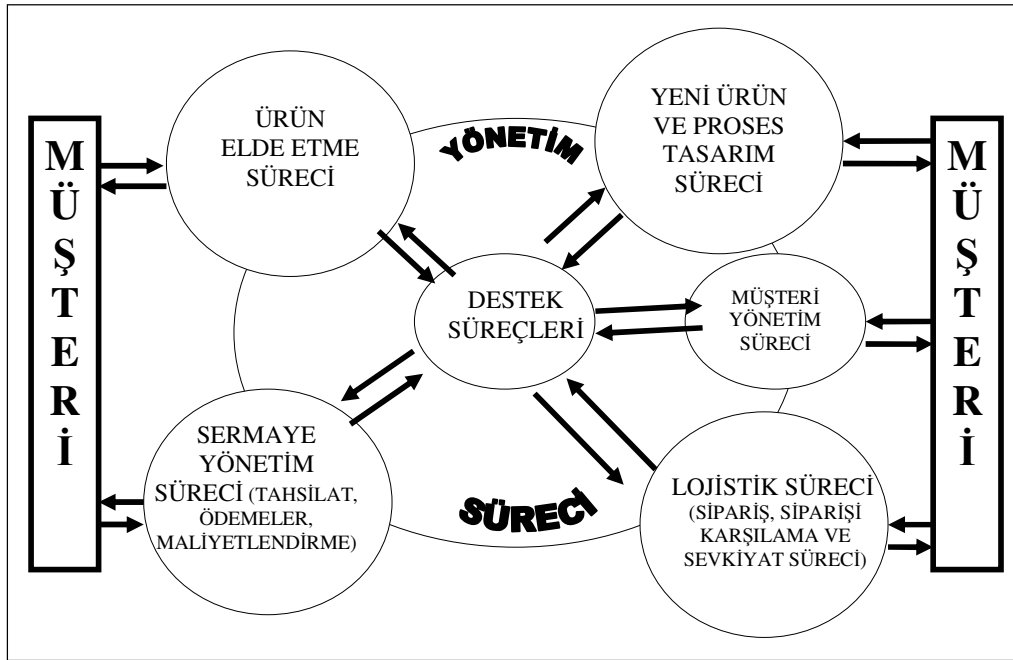 MÜŞTERİ
ÜRÜN
ELDE ETME
SÜRECİ
YÖNETİM
YENİ ÜRÜN
VE PROSES
TASARIM
SÜRECİ
DESTEK
SÜREÇLERİ
MÜŞTERİ
YÖNETİM
SÜRECİ
SERMAYE
YÖNETİM
SÜRECİ (TAHSİLAT,
ÖDEMELER,
MALİYETLENDİRME)
SÜRECİ
LOJİSTİK SÜRECİ
(SİPARİŞ, SİPARİŞİ
KARŞILAMA VE
SEVKİYAT SÜRECİ)
MÜŞTERİ